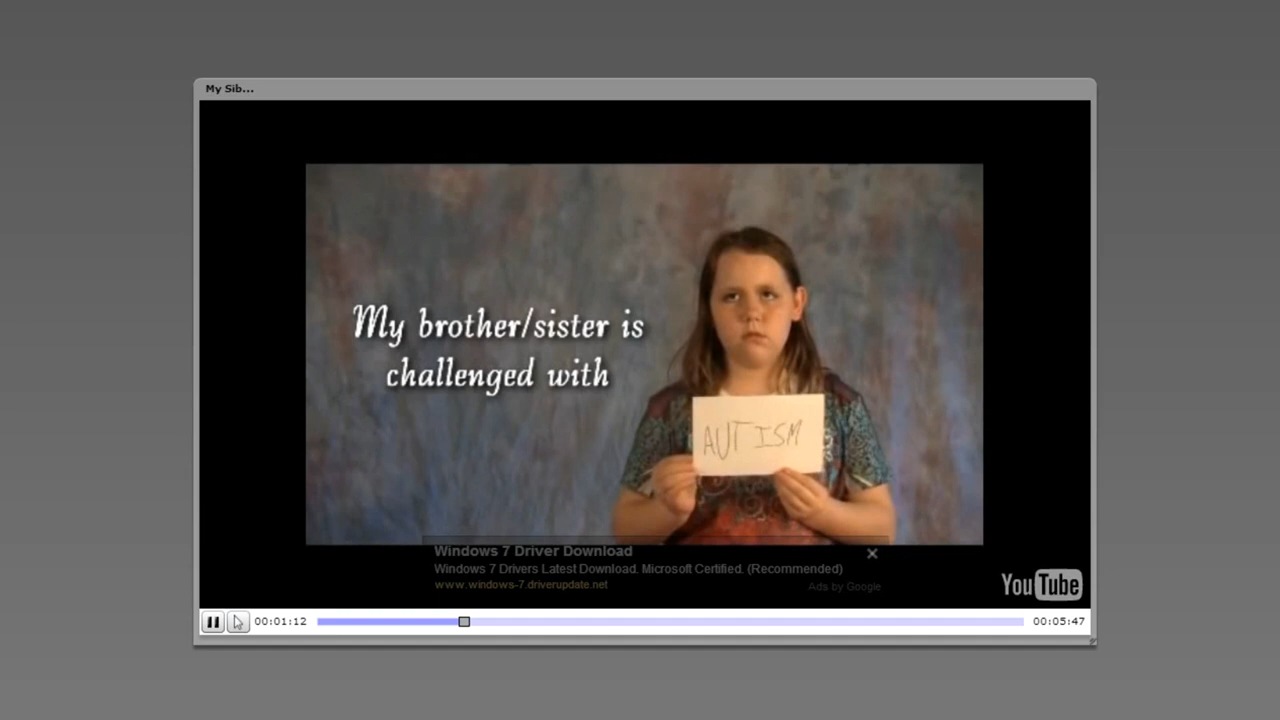 My Sib...
My brother/sister is
challenged with
AUTISM
Windows 7 Driver Download
Windows 7 Drivers Latest Download. Microsoft Certified. (Recommended)
www.windows-7.driverupdate.net
Ads by Google
YouTube
00:01:12
00:05:47